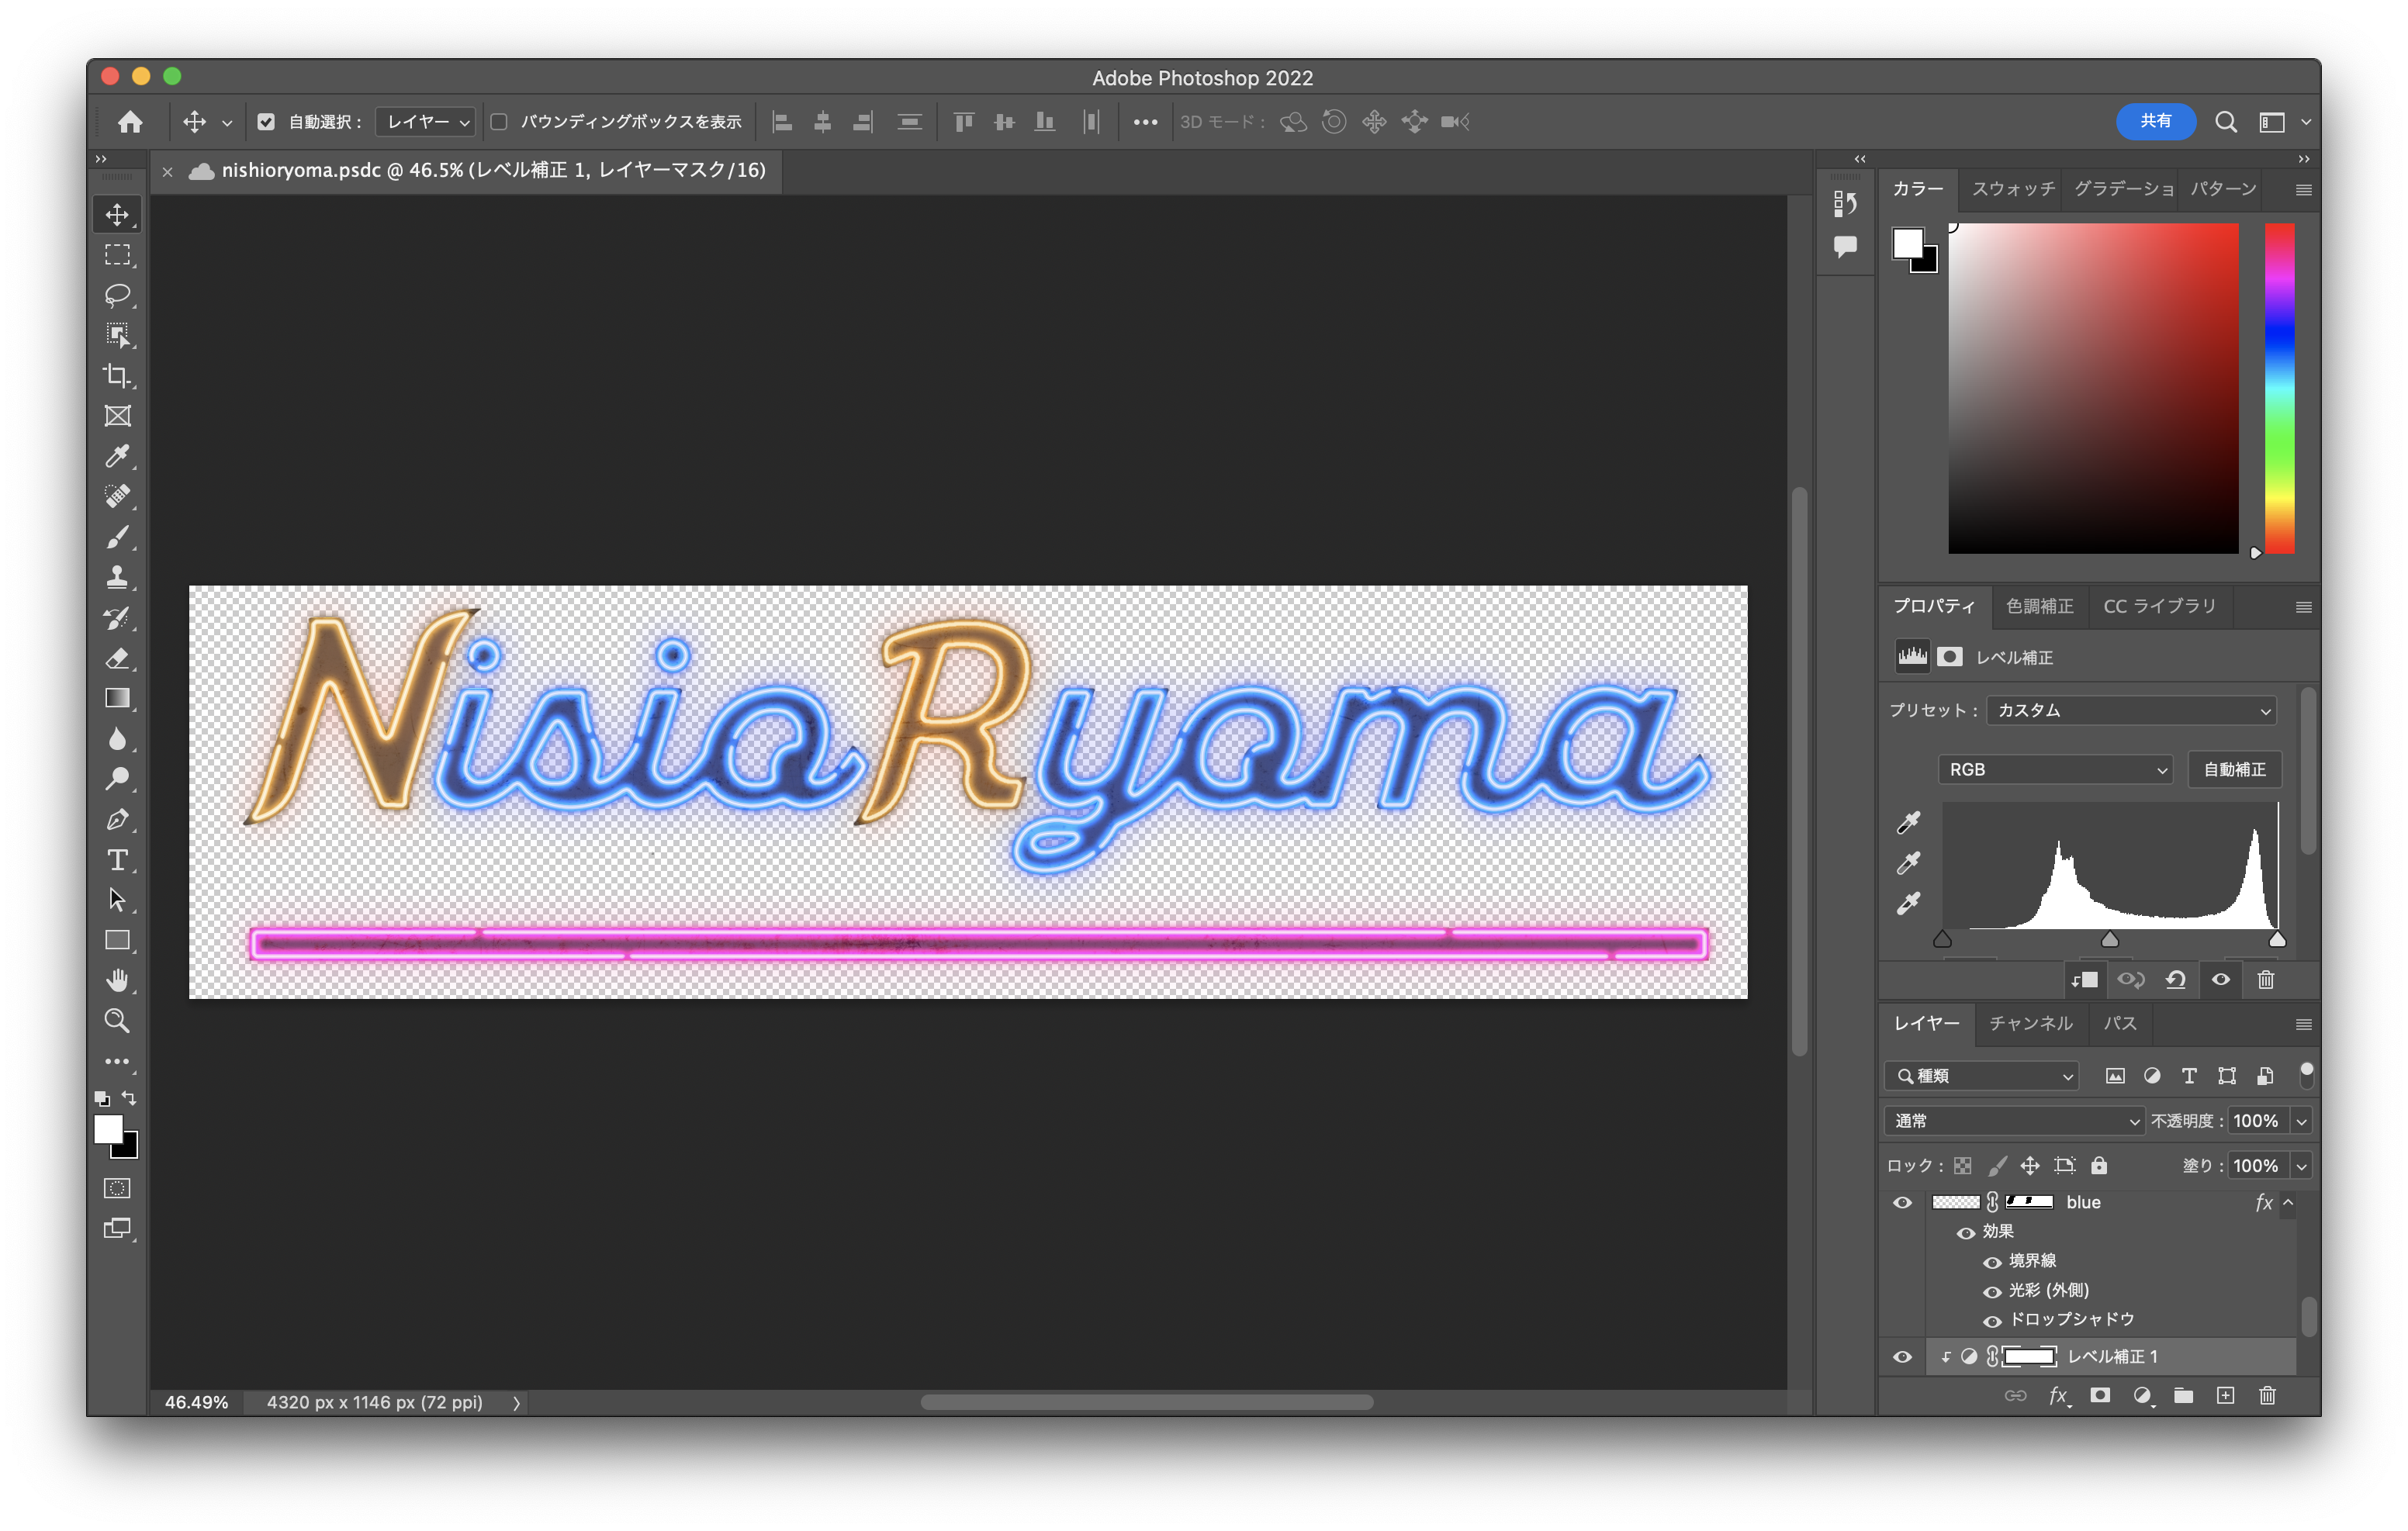 Adobe Photoshop 2022
自動選択： レイヤー バウンディングボックスを表示 3D モード： 共有
nishioryoma.psdc @ 46.5% (レベル補正 1, レイヤーマスク/16)
カラー スウォッチ グラデーショ パターン
NisioRyoma
プロパティ 色調補正 CC ライブラリ
レベル補正
プリセット： カスタム
RGB 自動補正
レイヤー チャンネル パス
種類
通常 不透明度： 100%
ロック： 塗り： 100%
blue fx
効果
境界線
光彩 (外側)
ドロップシャドウ
レベル補正 1
fx
46.49% 4320 px x 1146 px (72 ppi)